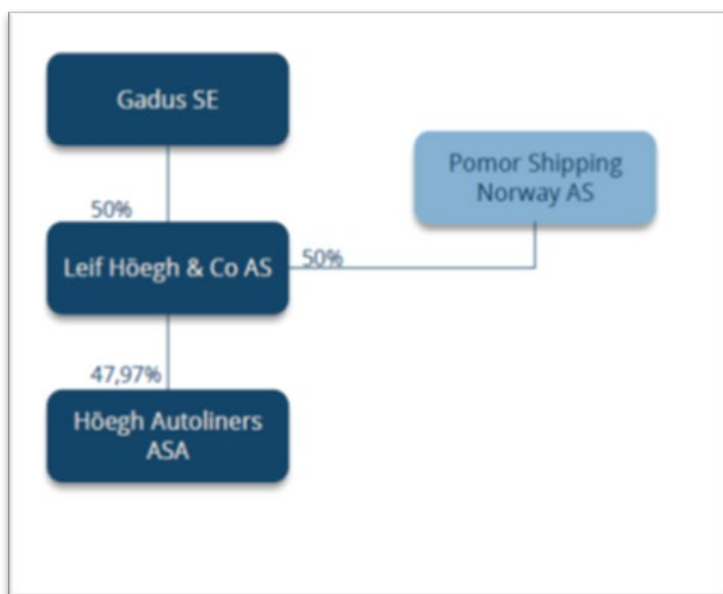 Gadus SE
Pomor Shipping
Norway AS
50%
Leif Höegh & Co AS
50%
47,97%
Höegh Autoliners
ASA